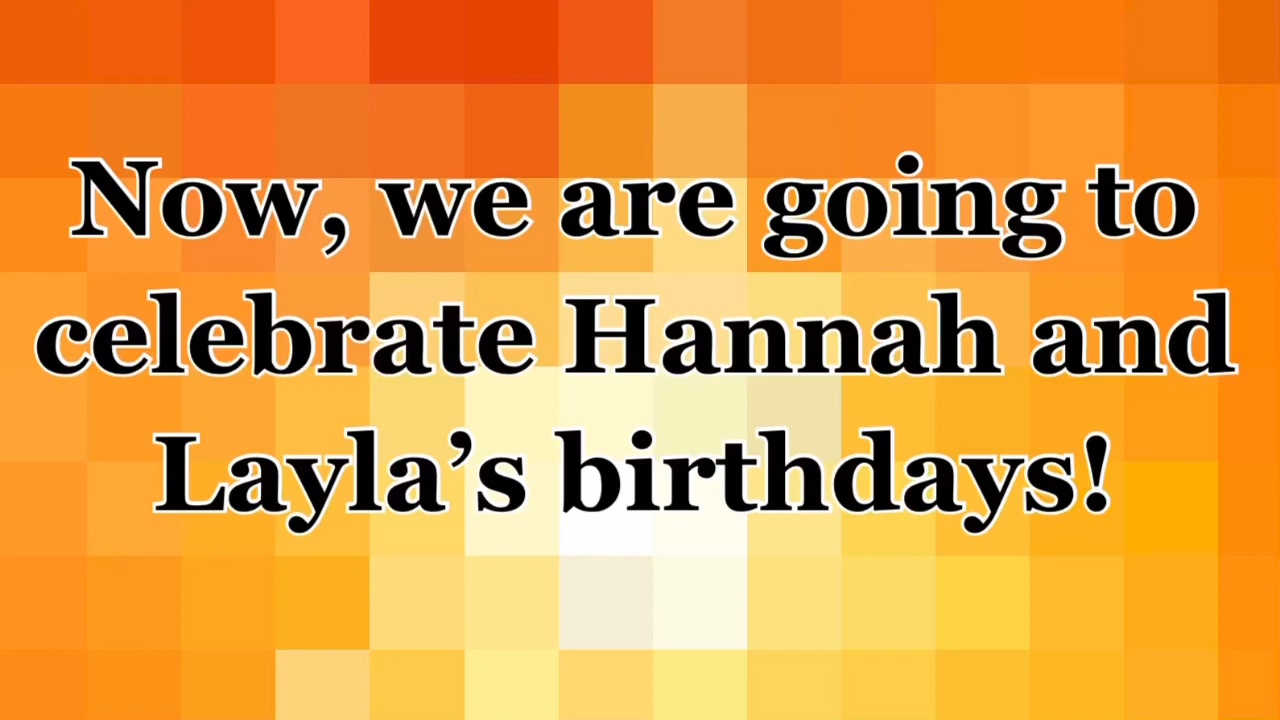 Now, we are going to
celebrate Hannah and
Layla’s birthdays!